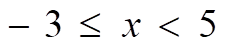 − 3 ≤ x < 5